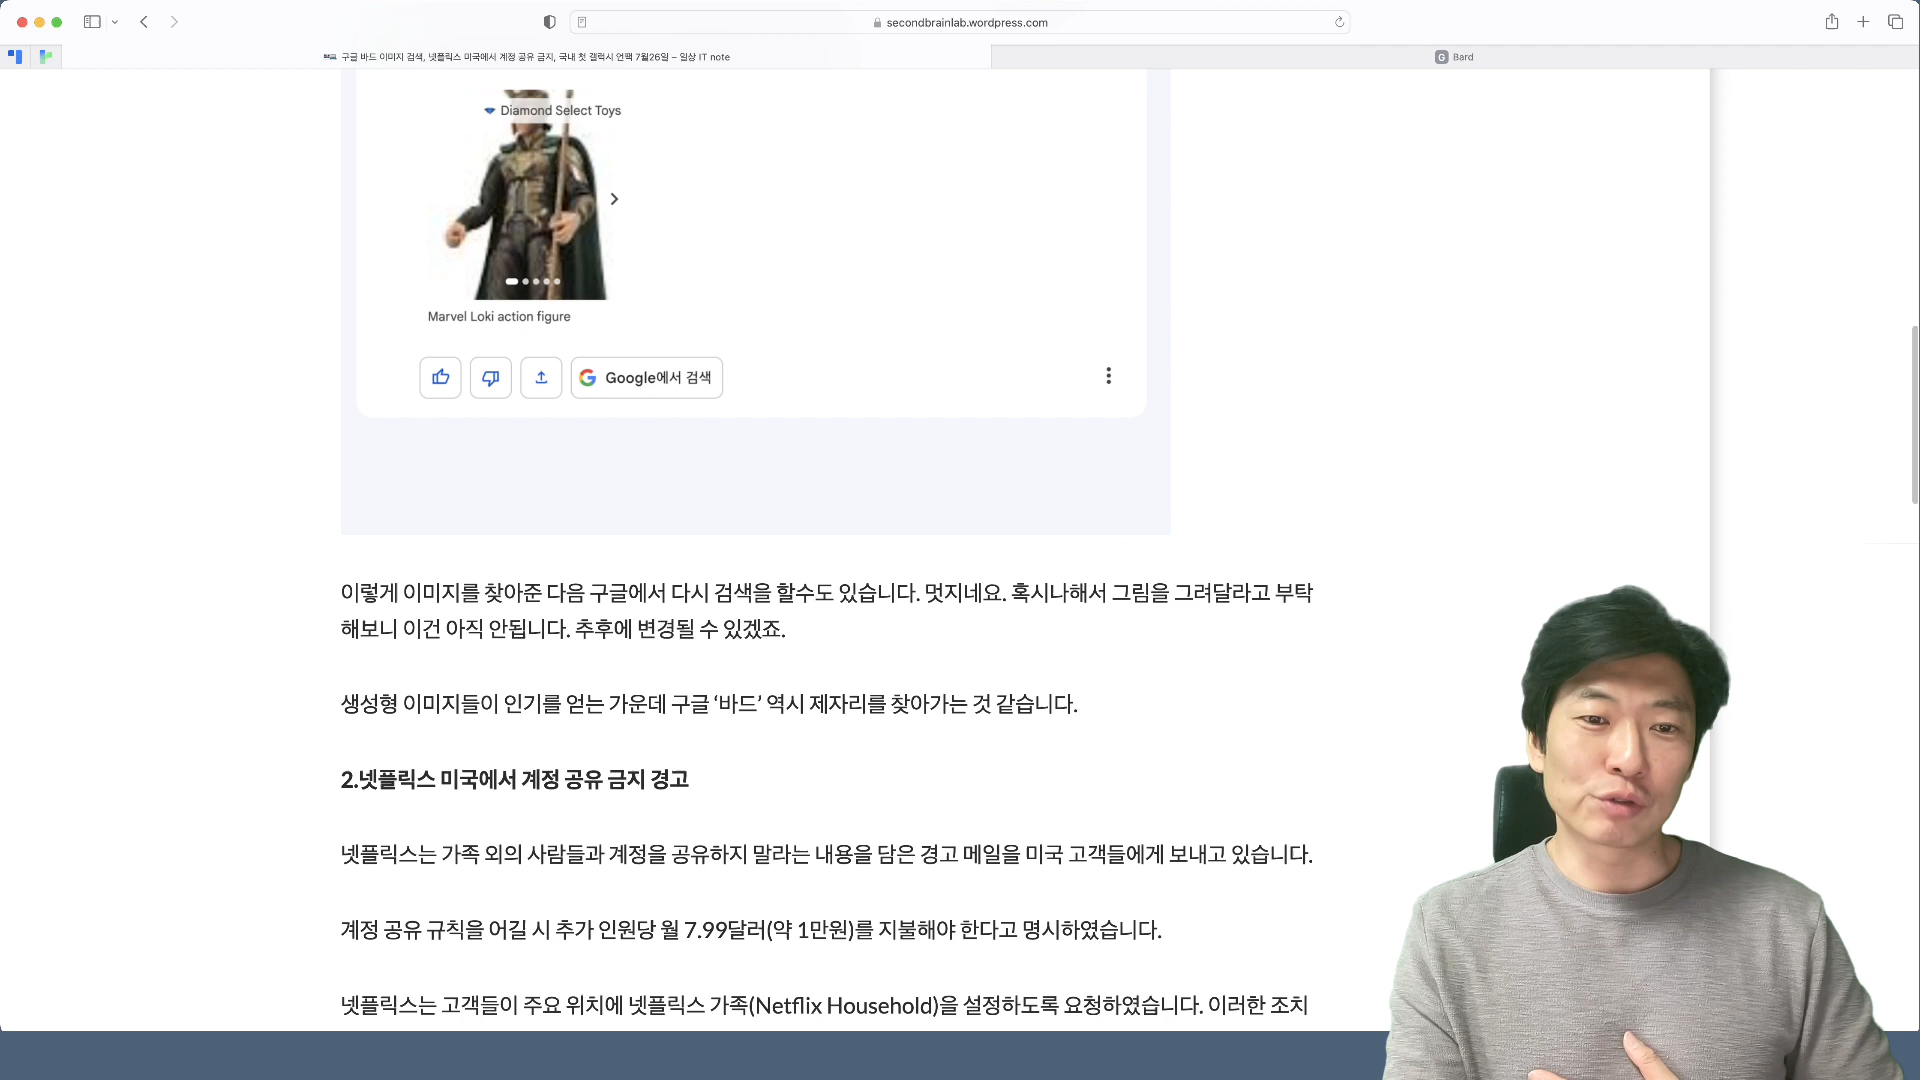 secondbrainlab.wordpress.com
구글 바드 이미지 검색, 넷플릭스 미국에서 계정 공유 금지, 국내 첫 갤럭시 언팩 7월26일 – 일상 IT note
G Bard
Diamond Select Toys
Marvel Loki action figure
Google에서 검색
이렇게 이미지를 찾아준 다음 구글에서 다시 검색을 할수도 있습니다. 멋지네요. 혹시나해서 그림을 그려달라고 부탁
해보니 이건 아직 안됩니다. 추후에 변경될 수 있겠죠.
생성형 이미지들이 인기를 얻는 가운데 구글 ‘바드’ 역시 제자리를 찾아가는 것 같습니다.
2.넷플릭스 미국에서 계정 공유 금지 경고
넷플릭스는 가족 외의 사람들과 계정을 공유하지 말라는 내용을 담은 경고 메일을 미국 고객들에게 보내고 있습니다.
계정 공유 규칙을 어길 시 추가 인원당 월 7.99달러(약 1만원)를 지불해야 한다고 명시하였습니다.
넷플릭스는 고객들이 주요 위치에 넷플릭스 가족(Netflix Household)을 설정하도록 요청하였습니다. 이러한 조치